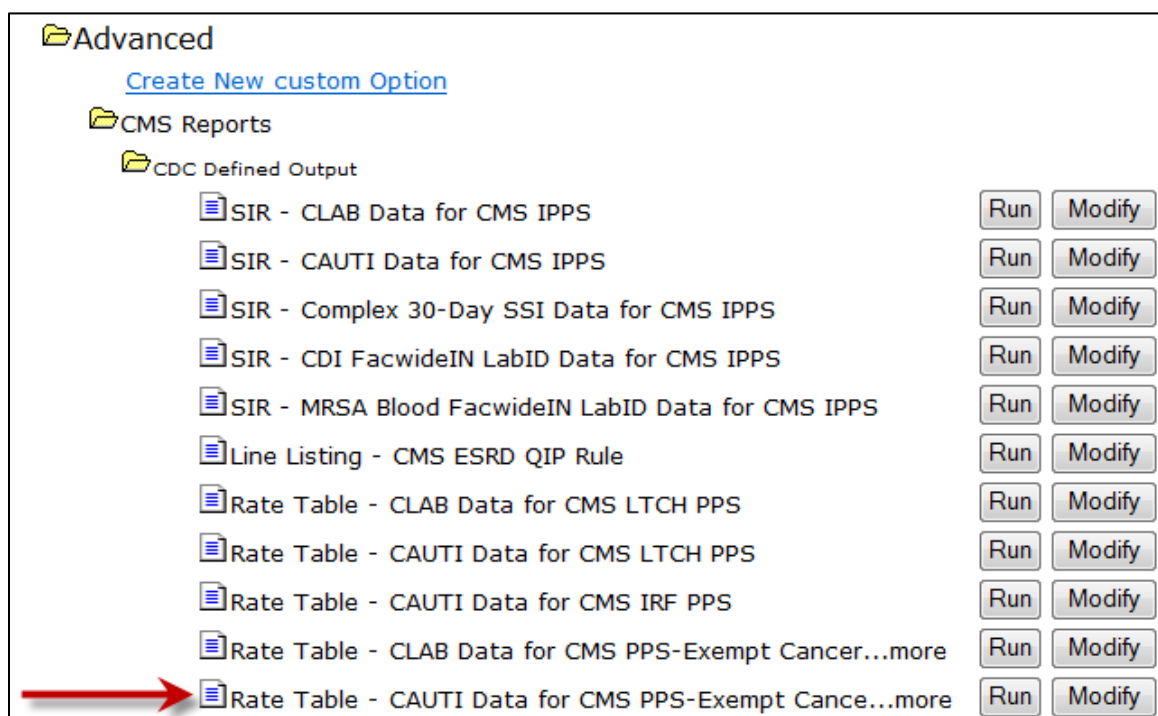 Advanced
Create New custom Option
CMS Reports
CDC Defined Output
SIR - CLAB Data for CMS IPPS Run Modify
SIR - CAUTI Data for CMS IPPS Run Modify
SIR - Complex 30-Day SSI Data for CMS IPPS Run Modify
SIR - CDI FacwideIN LabID Data for CMS IPPS Run Modify
SIR - MRSA Blood FacwideIN LabID Data for CMS IPPS Run Modify
Line Listing - CMS ESRD QIP Rule Run Modify
Rate Table - CLAB Data for CMS LTCH PPS Run Modify
Rate Table - CAUTI Data for CMS LTCH PPS Run Modify
Rate Table - CAUTI Data for CMS IRF PPS Run Modify
Rate Table - CLAB Data for CMS PPS-Exempt Cancer...more Run Modify
Rate Table - CAUTI Data for CMS PPS-Exempt Cance...more Run Modify